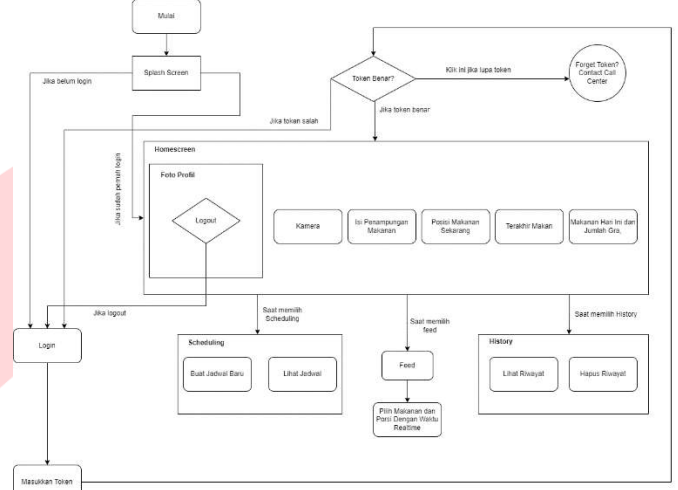 Mulai
Splash Screen
Jika belum login
Token Benar?
Klik ini jika lupa token
Forget Token?
Contact Call
Center
Jika token benar
Jika token salah
Jika sudah pernah login
Homescreen
Foto Profil
Logout
Kamera
Isi Penampungan
Makanan
Posisi Makanan
Sekarang
Terakhir Makan
Makanan Hari Ini dan
Jumlah Gra,
Jika logout
Saat memilih
Scheduling
Saat memilih
feed
Saat memilih History
Login
Scheduling
Buat Jadwal Baru
Lihat Jadwal
Feed
Pilih Makanan dan
Porsi Dengan Waktu
Realtime
History
Lihat Riwayat
Hapus Riwayat
Masukkan Token